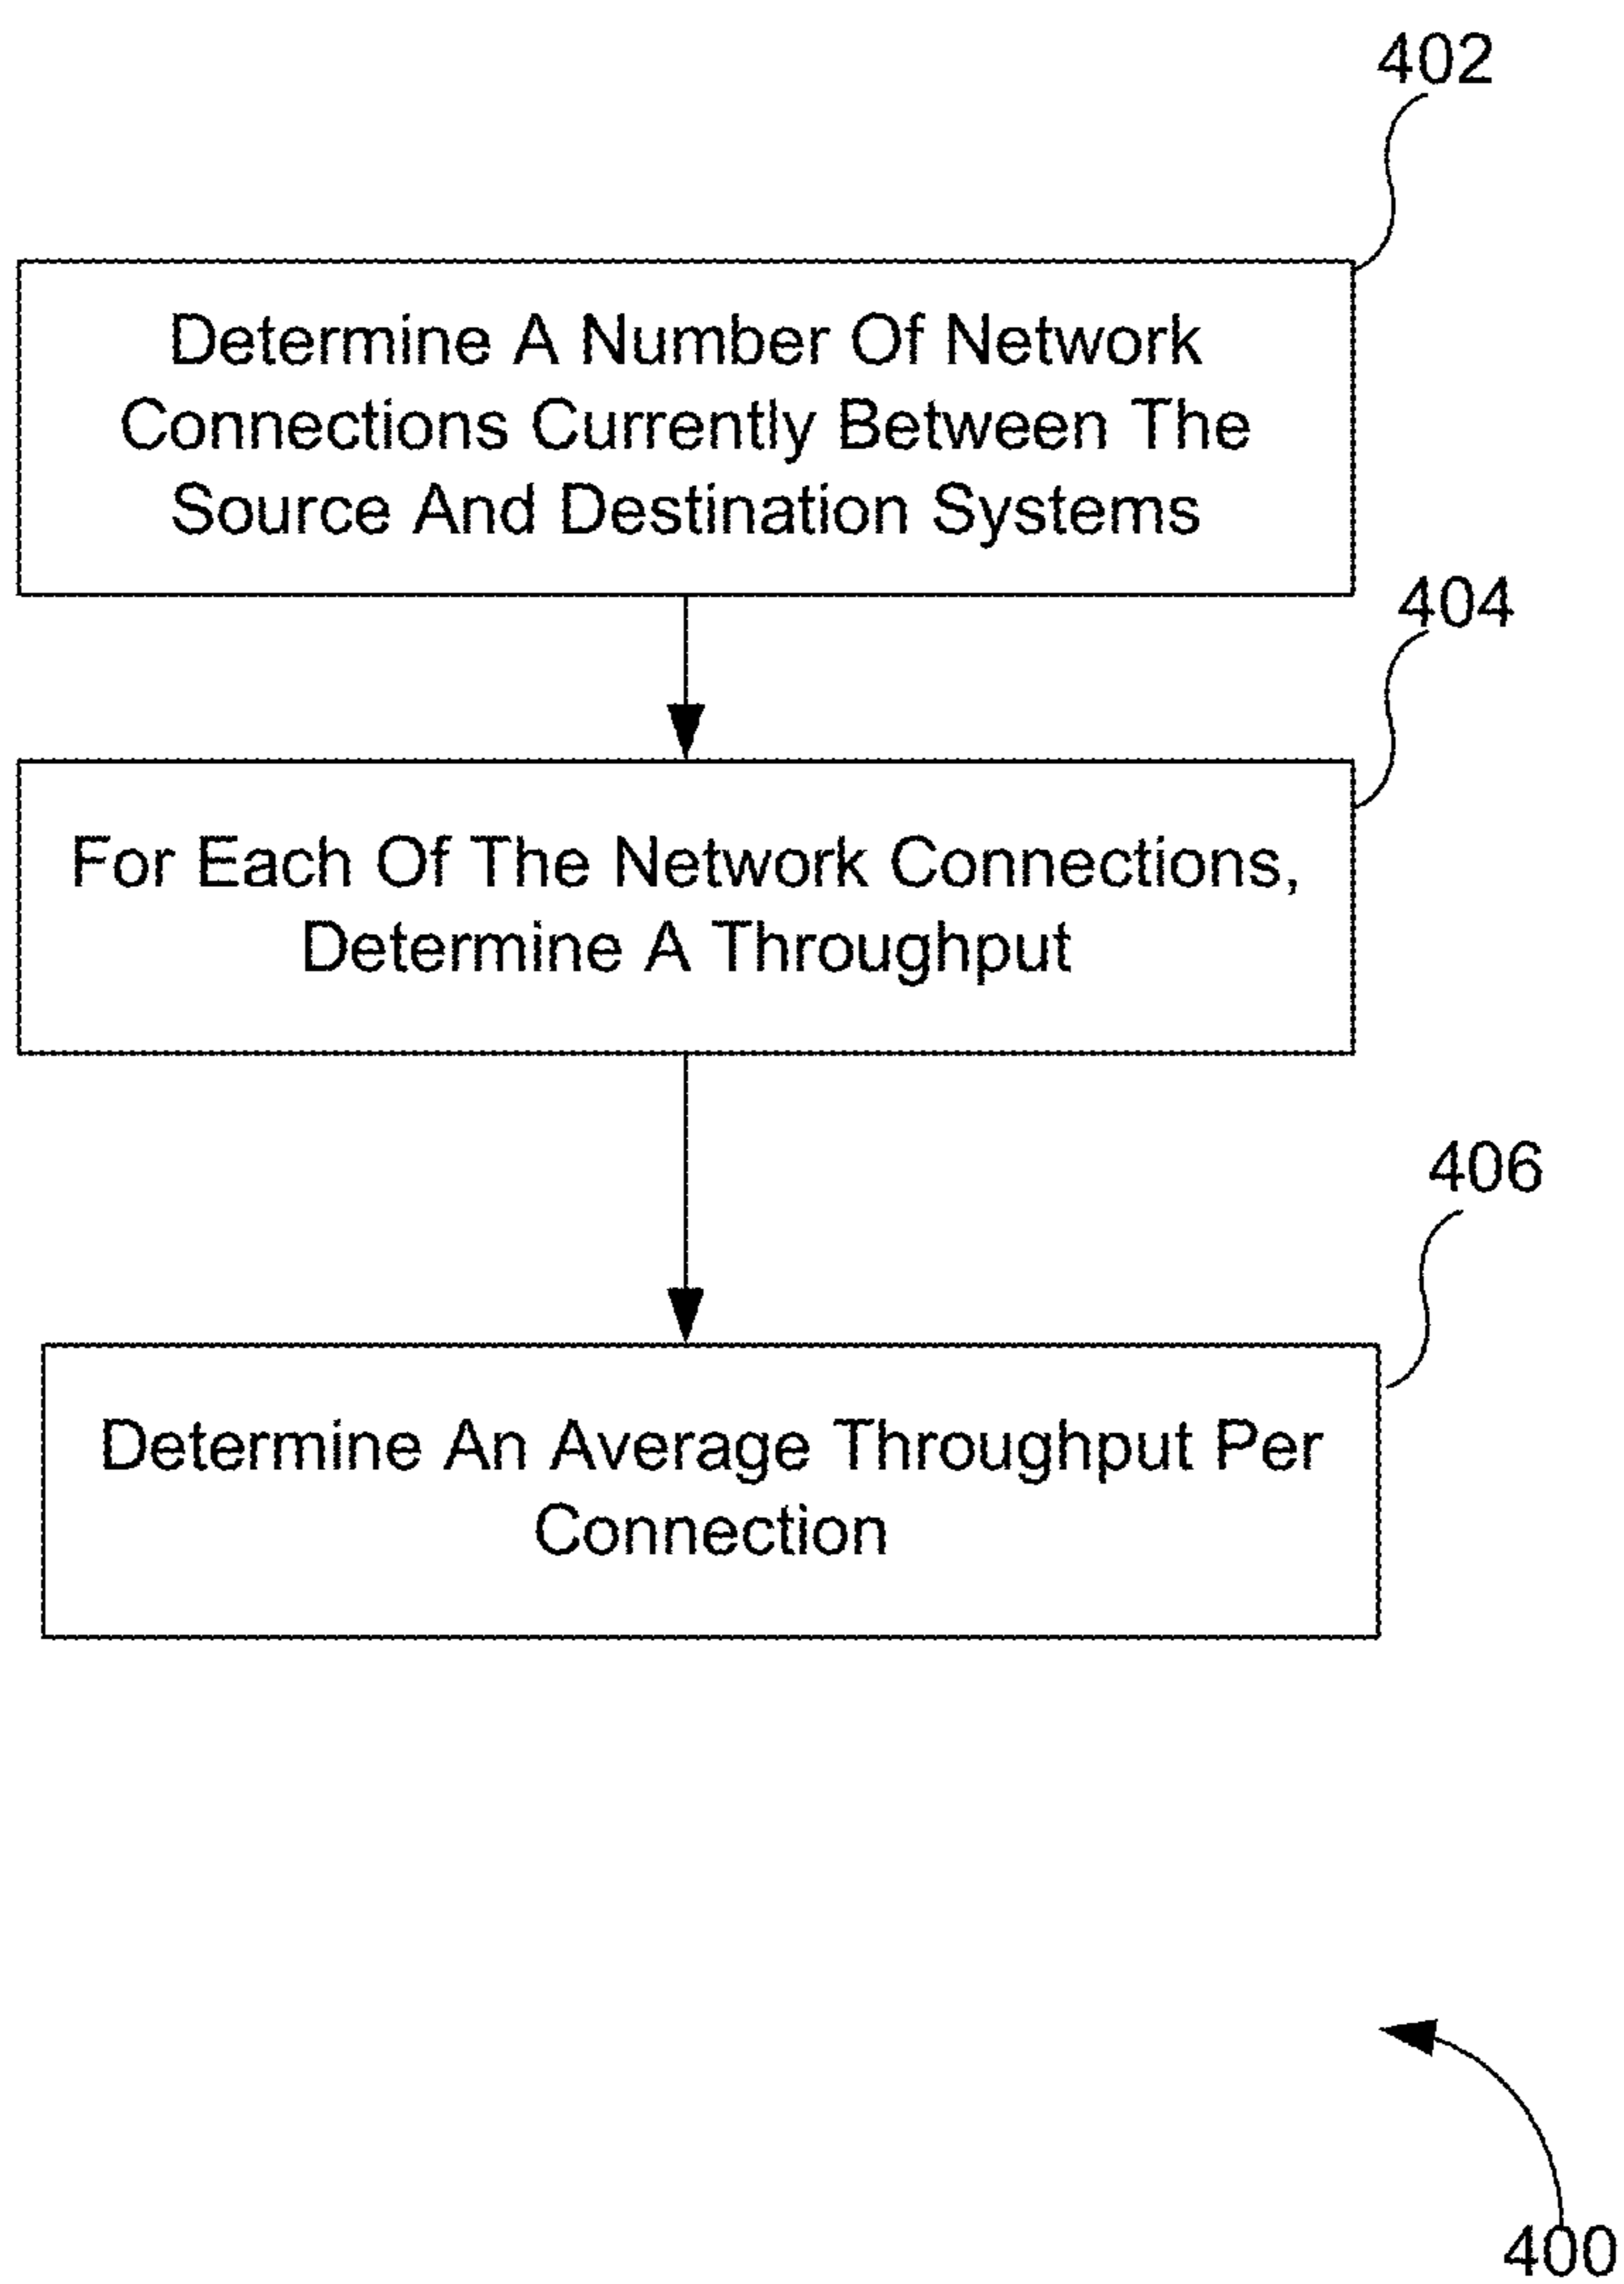 402
Determine A Number Of Network
Connections Currently Between The
Source And Destination Systems
404
For Each Of The Network Connections,
Determine A Throughput
406
Determine An Average Throughput Per
Connection
400